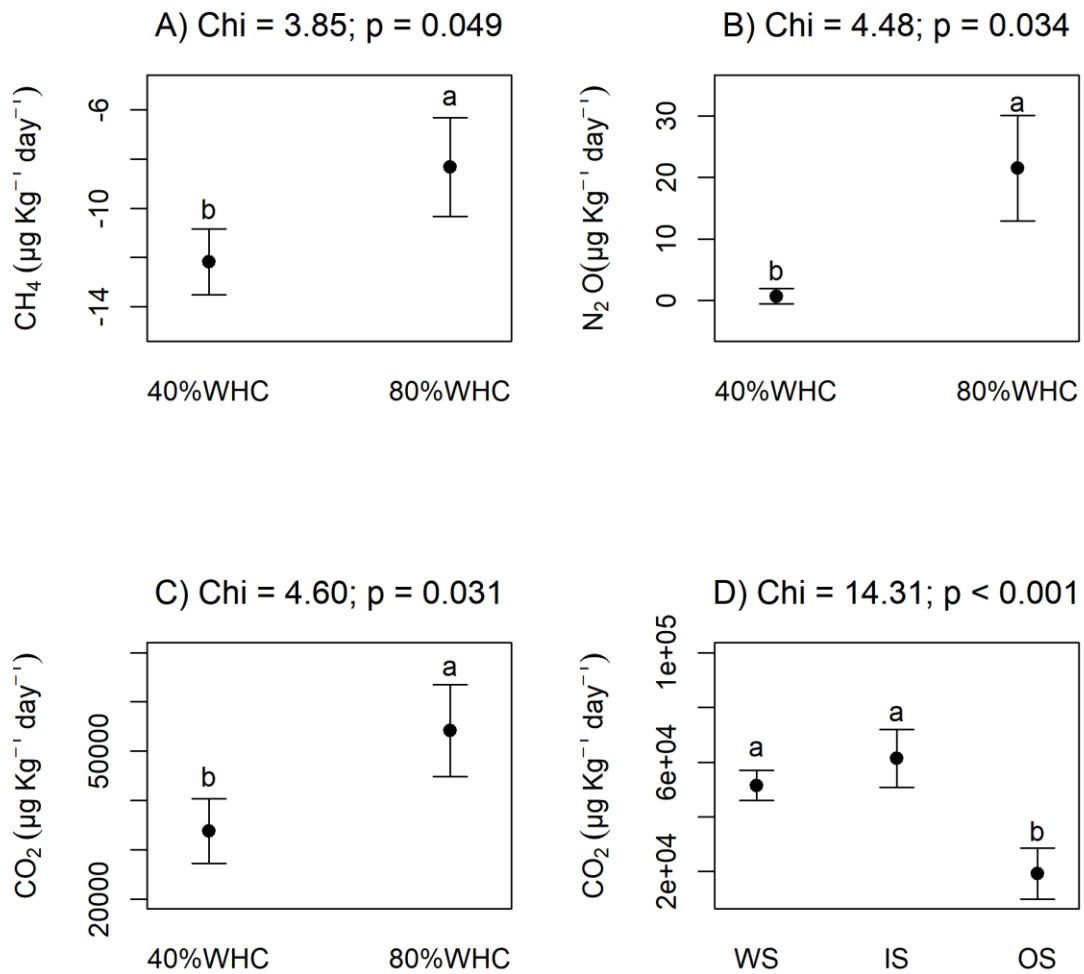 A) Chi = 3.85; p = 0.049
CH₄ (µg Kg⁻¹ day⁻¹)
-6
-10
-14
a
b
40%WHC 80%WHC
B) Chi = 4.48; p = 0.034
N₂ O(µg Kg⁻¹ day⁻¹)
30
20
10
0
a
b
40%WHC 80%WHC
C) Chi = 4.60; p = 0.031
CO₂ (µg Kg⁻¹ day⁻¹)
50000
20000
a
b
40%WHC 80%WHC
D) Chi = 14.31; p < 0.001
CO₂ (µg Kg⁻¹ day⁻¹)
1e+05
6e+04
2e+04
a
a
b
WS IS OS